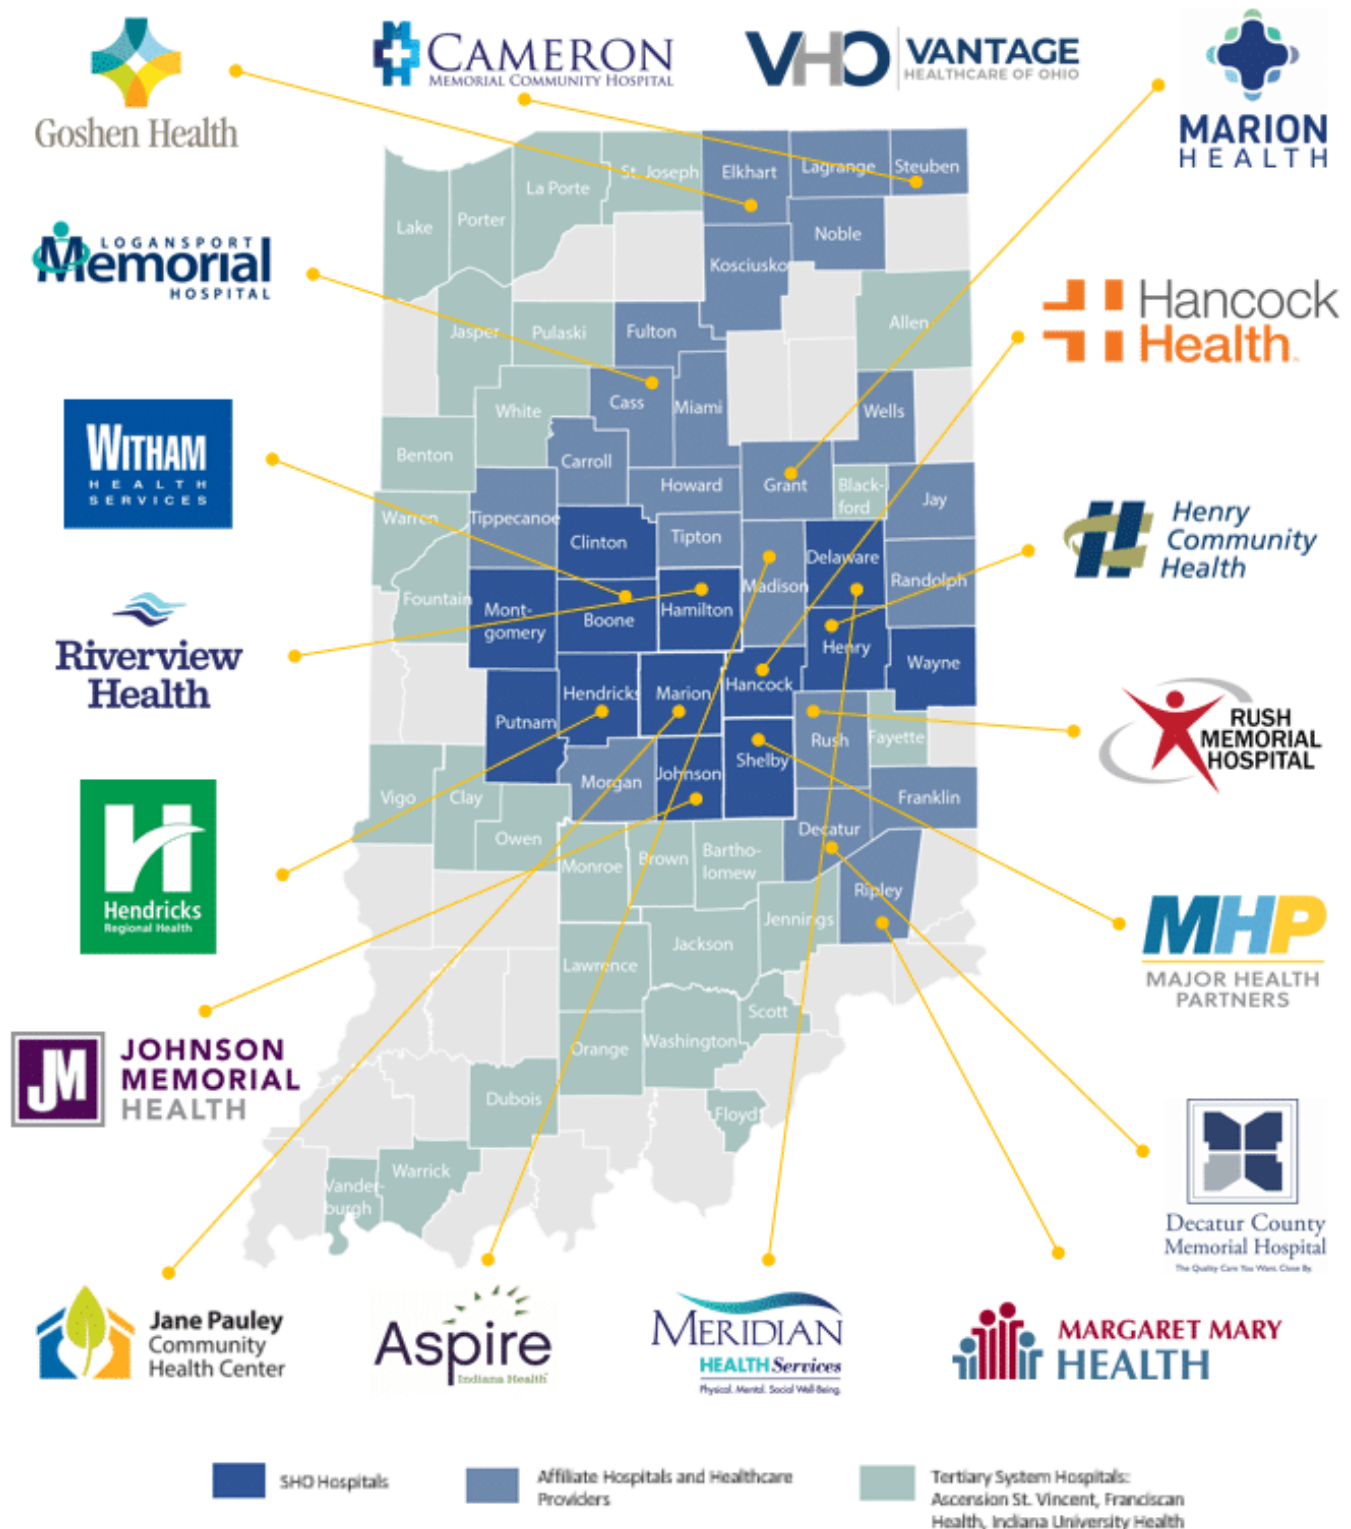 Goshen Health
CAMERON
MEMORIAL COMMUNITY HOSPITAL
VHO VANTAGE
HEALTHCARE OF OHIO
MARION
HEALTH
LOGANSPORT
Memorial
HOSPITAL
Hancock
Health
WITHAM
HEALTH
SERVICES
Henry
Community
Health
Riverview
Health
RUSH
MEMORIAL
HOSPITAL
H
Hendricks
Regional Health
MHP
MAJOR HEALTH
PARTNERS
JM
JOHNSON
MEMORIAL
HEALTH
Decatur County
Memorial Hospital
The Quality Care You Want. Close By.
Jane Pauley
Community
Health Center
Aspire
Indiana Health
MERIDIAN
HEALTH Services
Physical. Mental. Social Well-Being.
MARGARET MARY
HEALTH
Lake
Porter
La Porte
St. Joseph
Elkhart
Lagrange
Steuben
Noble
Kosciusko
Jasper
Pulaski
Fulton
Allen
White
Cass
Miami
Wells
Benton
Carroll
Howard
Grant
Black-
ford
Jay
Warren
Tippecanoe
Clinton
Tipton
Madison
Delaware
Randolph
Fountain
Mont-
gomery
Boone
Hamilton
Henry
Wayne
Putnam
Hendricks
Marion
Hancock
Rush
Fayette
Vigo
Clay
Morgan
Johnson
Shelby
Franklin
Owen
Monroe
Brown
Bartho-
lomew
Decatur
Ripley
Jennings
Jackson
Lawrence
Orange
Washington
Scott
Dubois
Floyd
Warrick
Vander-
burgh
SHO Hospitals
Affiliate Hospitals and Healthcare
Providers
Tertiary System Hospitals:
Ascension St. Vincent, Franciscan
Health, Indiana University Health